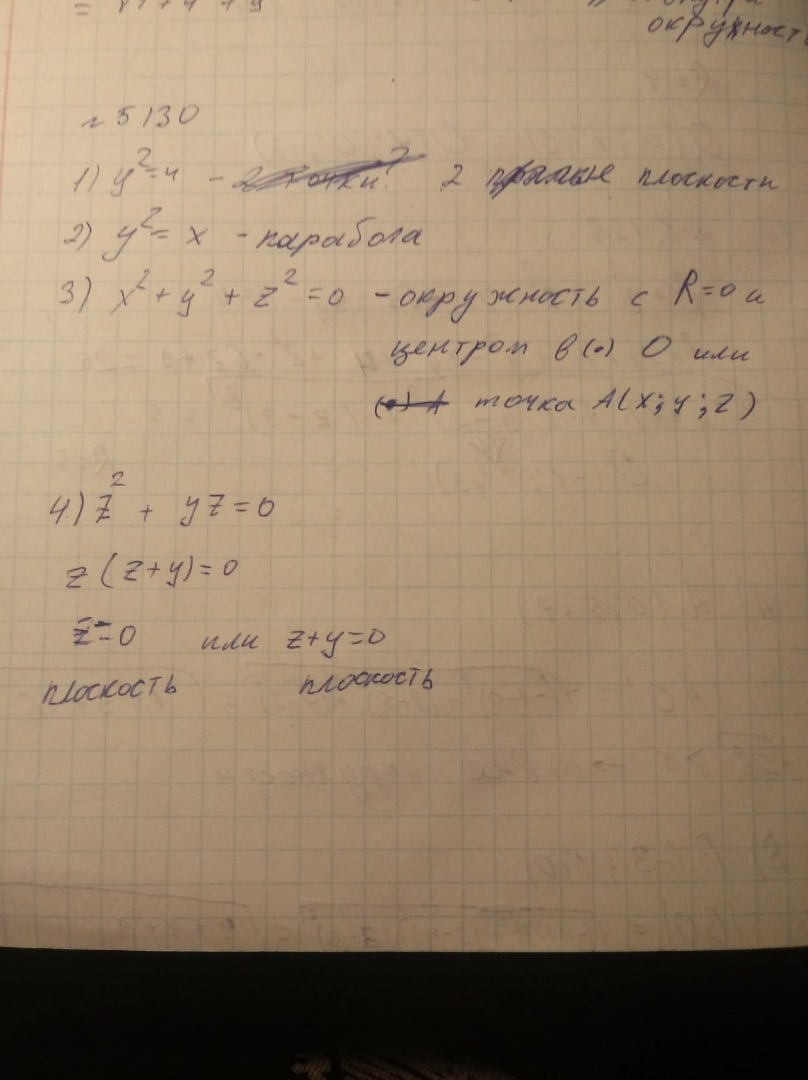 окружность
№ 5130
1) y²=4 - 2 плоскости
2) y² = x - парабола
3) x² + y² + z² = 0 - окружность с R=0 и
центром в (•) O или
точка A(x; y; z)
4) z² + yz = 0
z (z+y) = 0
z=0 или z+y=0
плоскость плоскость